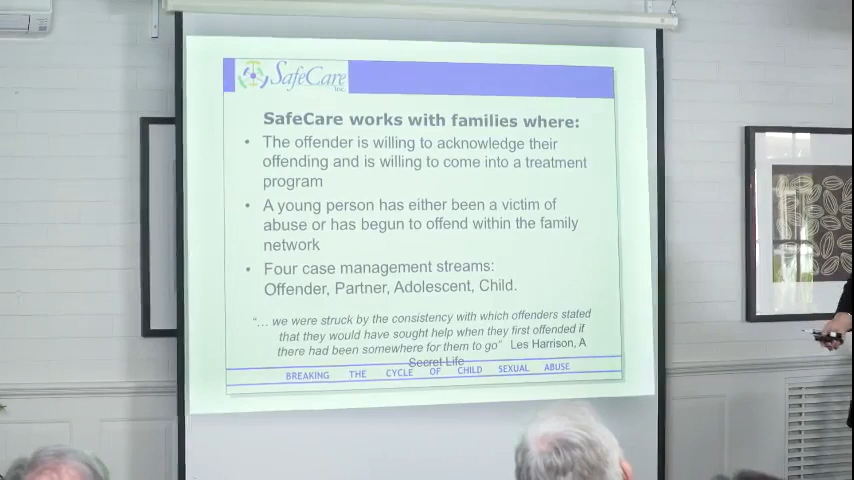 SafeCare
Inc.
SafeCare works with families where:
• The offender is willing to acknowledge their
offending and is willing to come into a treatment
program
• A young person has either been a victim of
abuse or has begun to offend within the family
network
• Four case management streams:
Offender, Partner, Adolescent, Child.
“… we were struck by the consistency with which offenders stated
that they would have sought help when they first offended if
there had been somewhere for them to go” Les Harrison, A
Secret Life
BREAKING THE CYCLE OF CHILD SEXUAL ABUSE